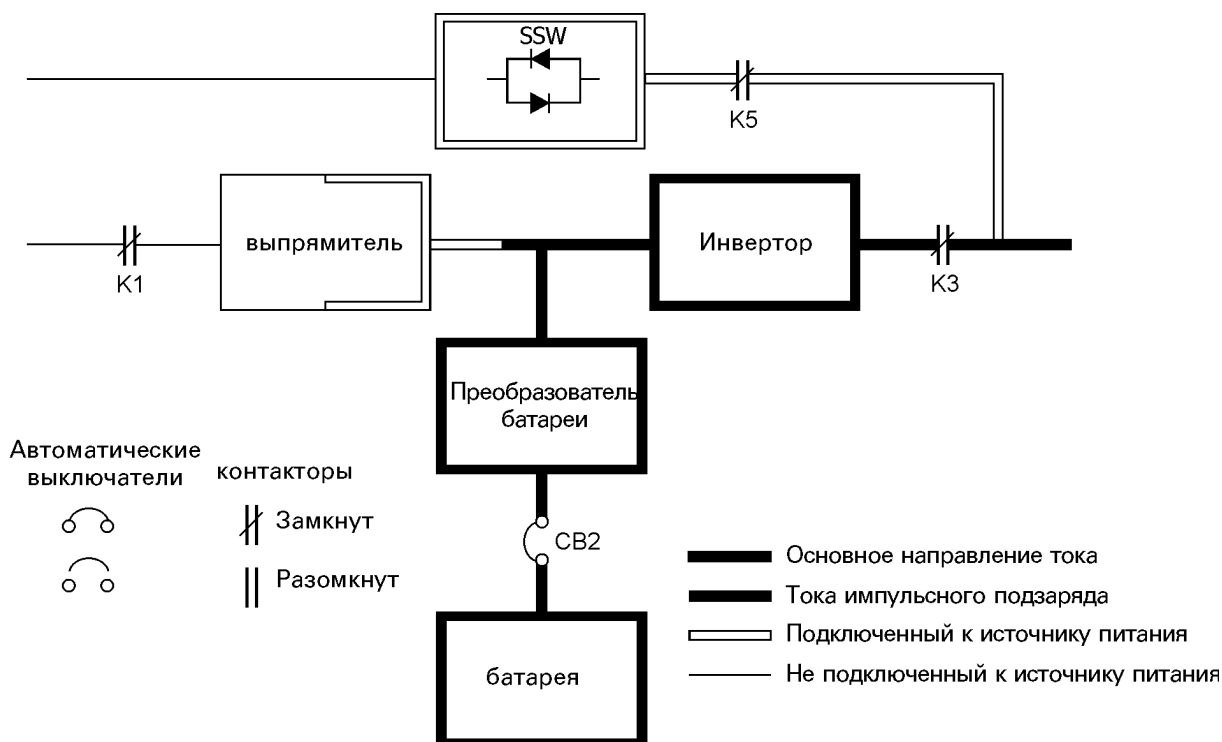 SSW
K5
выпрямитель
Инвертор
K1
K3
Преобразователь
батареи
Автоматические
выключатели
контакторы
Замкнут
Разомкнут
CB2
батарея
Основное направление тока
Тока импульсного подзаряда
Подключенный к источнику питания
Не подключенный к источнику питания